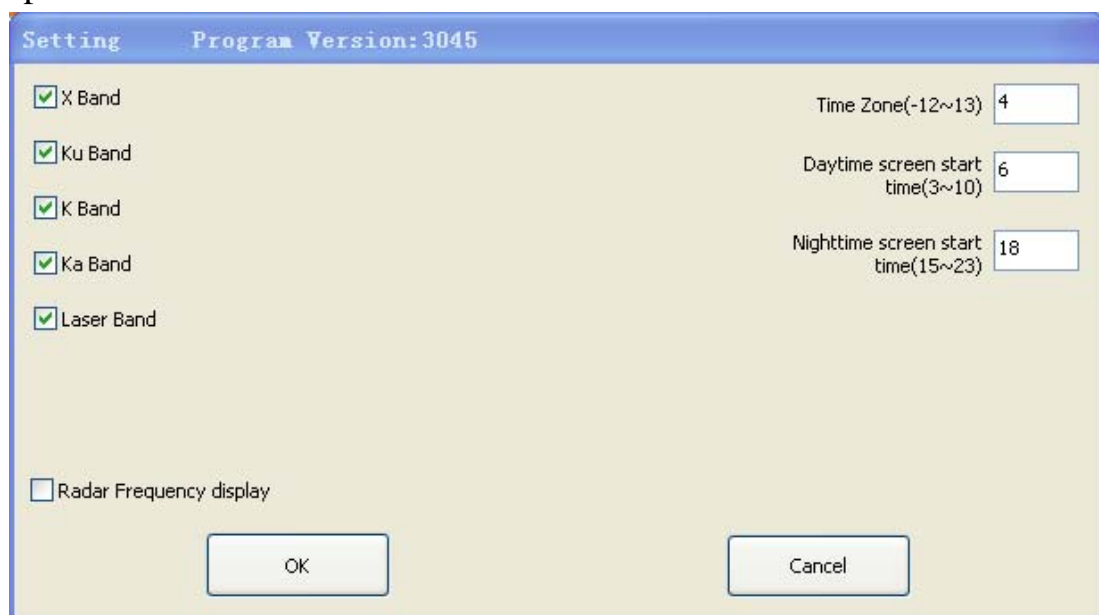 Setting Program Version:3045
X Band
Time Zone(-12~13) 4
Ku Band
Daytime screen start
time(3~10) 6
K Band
Nighttime screen start
time(15~23) 18
Ka Band
Laser Band
Radar Frequency display
OK Cancel